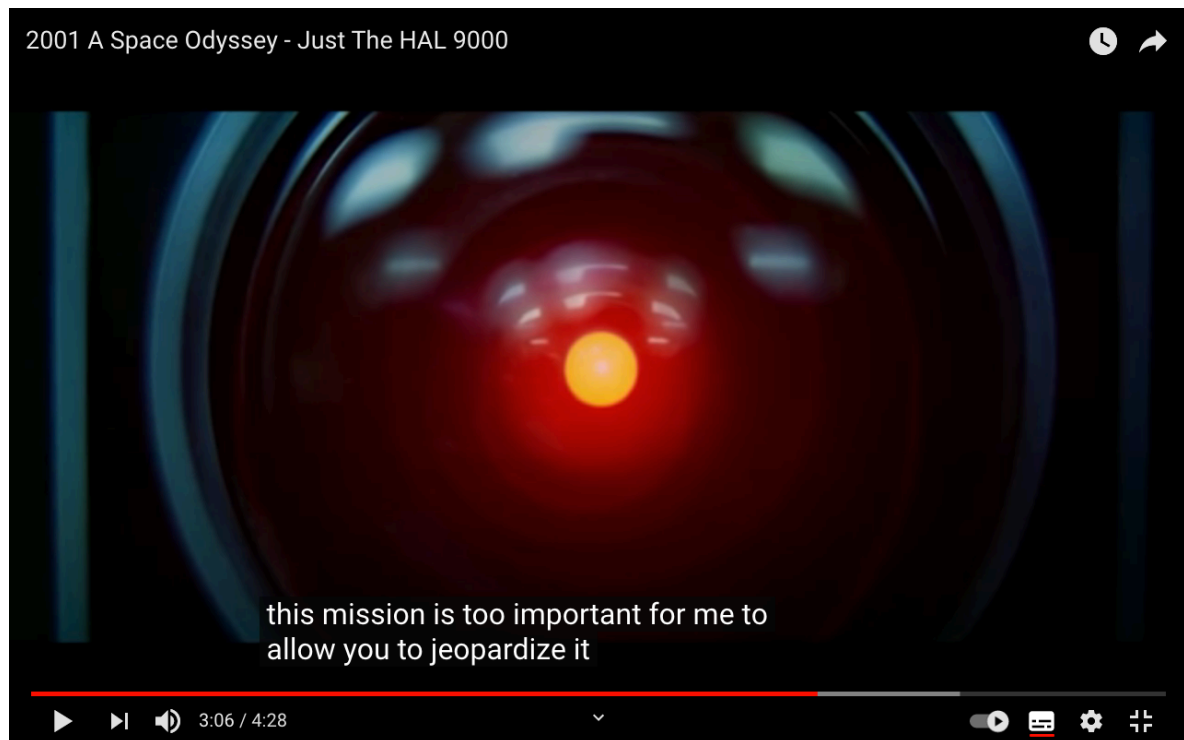 2001 A Space Odyssey - Just The HAL 9000
this mission is too important for me to
allow you to jeopardize it
3:06 / 4:28